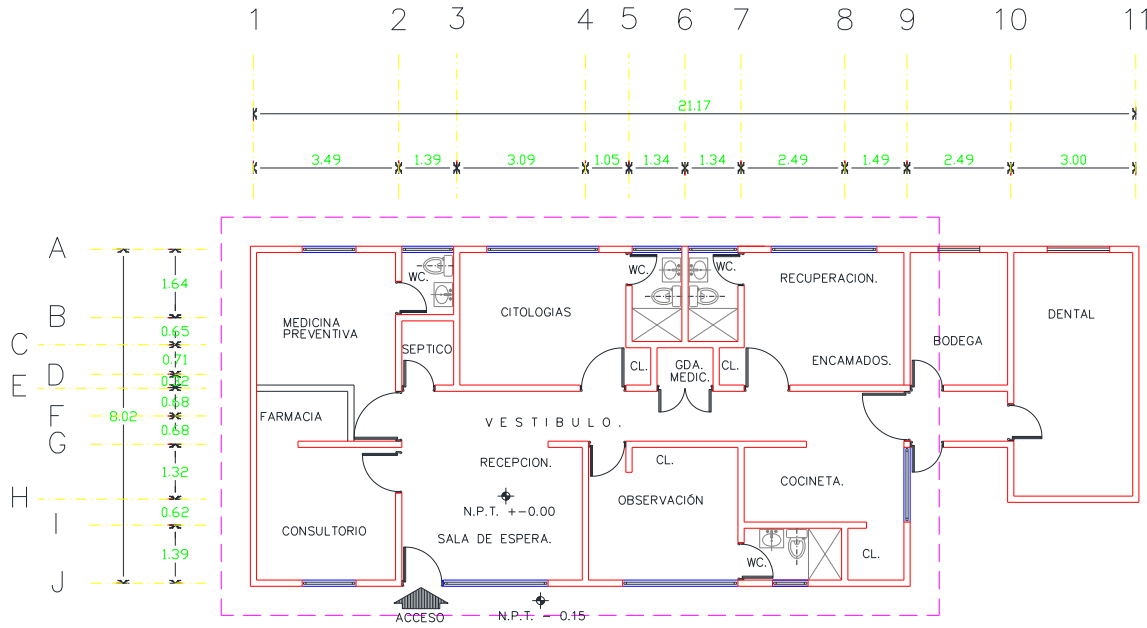 1 2 3 4 5 6 7 8 9 10 11
21.17
3.49 1.39 3.09 1.05 1.34 1.34 2.49 1.49 2.49 3.00
A
B
C
D
E
F
G
H
I
J
8.02
1.64
0.65
0.71
0.68
0.68
1.32
0.62
1.39
MEDICINA
PREVENTIVA
WC.
SEPTICO
CITOLOGIAS
WC.
WC.
CL.
GDA.
MEDIC.
CL.
RECUPERACION.
ENCAMADOS.
BODEGA
DENTAL
FARMACIA
VESTIBULO.
RECEPCION.
N.P.T. +-0.00
SALA DE ESPERA.
CONSULTORIO
CL.
OBSERVACIÓN
COCINETA.
WC.
CL.
ACCESO
N.P.T. - 0.15